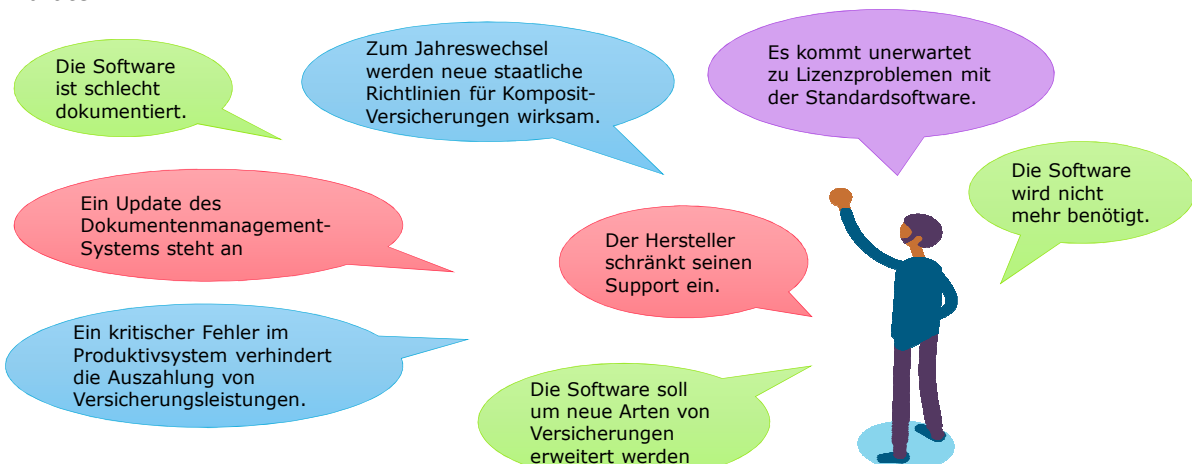 Die Software
ist schlecht
dokumentiert.
Zum Jahreswechsel
werden neue staatliche
Richtlinien für Komposit-
Versicherungen wirksam.
Es kommt unerwartet
zu Lizenzproblemen mit
der Standardsoftware.
Die Software
wird nicht
mehr benötigt.
Ein Update des
Dokumentenmanagement-
Systems steht an
Der Hersteller
schränkt seinen
Support ein.
Ein kritischer Fehler im
Produktivsystem verhindert
die Auszahlung von
Versicherungsleistungen.
Die Software soll
um neue Arten von
Versicherungen
erweitert werden